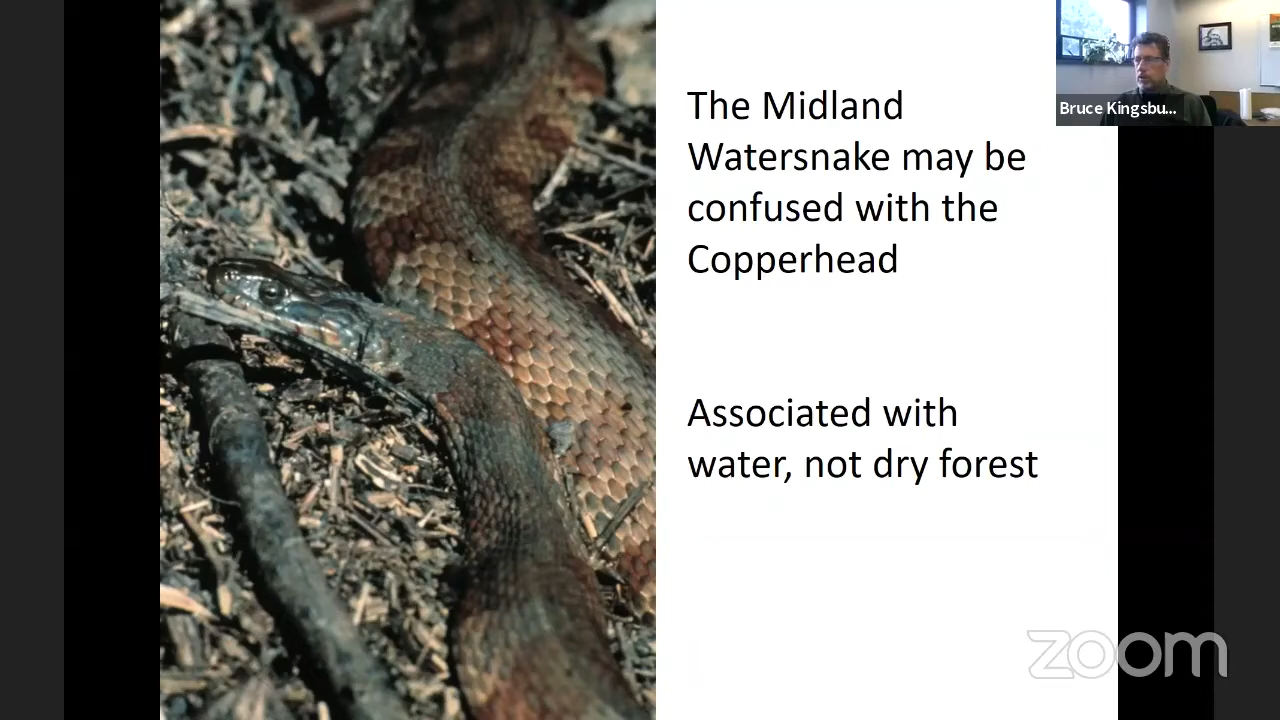 The Midland
Watersnake may be
confused with the
Copperhead
Associated with
water, not dry forest
Bruce Kingsbu...
zoom